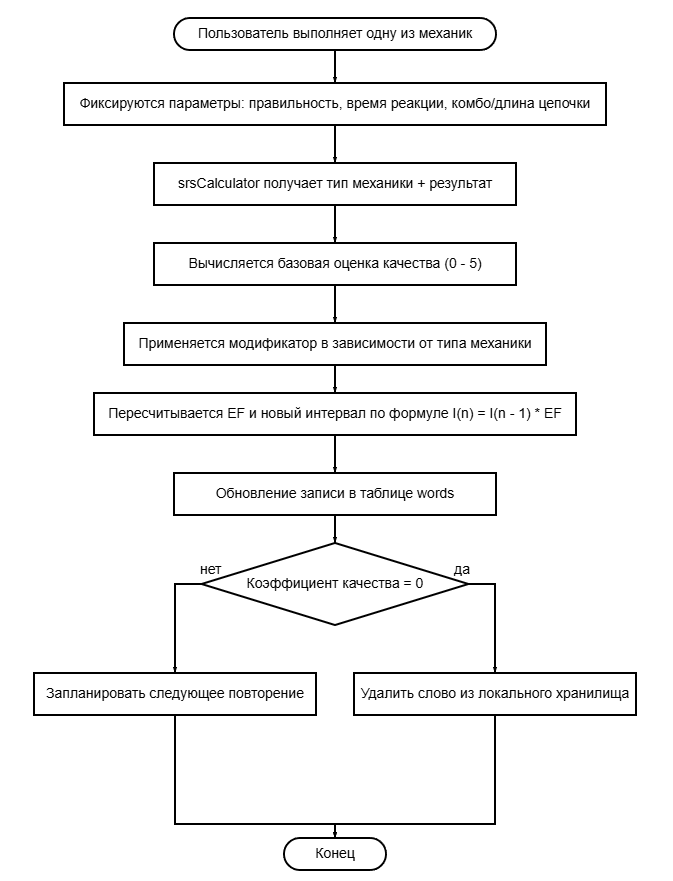 Пользователь выполняет одну из механик
Фиксируются параметры: правильность, время реакции, комбо/длина цепочки
srsCalculator получает тип механики + результат
Вычисляется базовая оценка качества (0 - 5)
Применяется модификатор в зависимости от типа механики
Пересчитывается EF и новый интервал по формуле I(n) = I(n - 1) * EF
Обновление записи в таблице words
нет
Коэффициент качества = 0
да
Запланировать следующее повторение
Удалить слово из локального хранилища
Конец